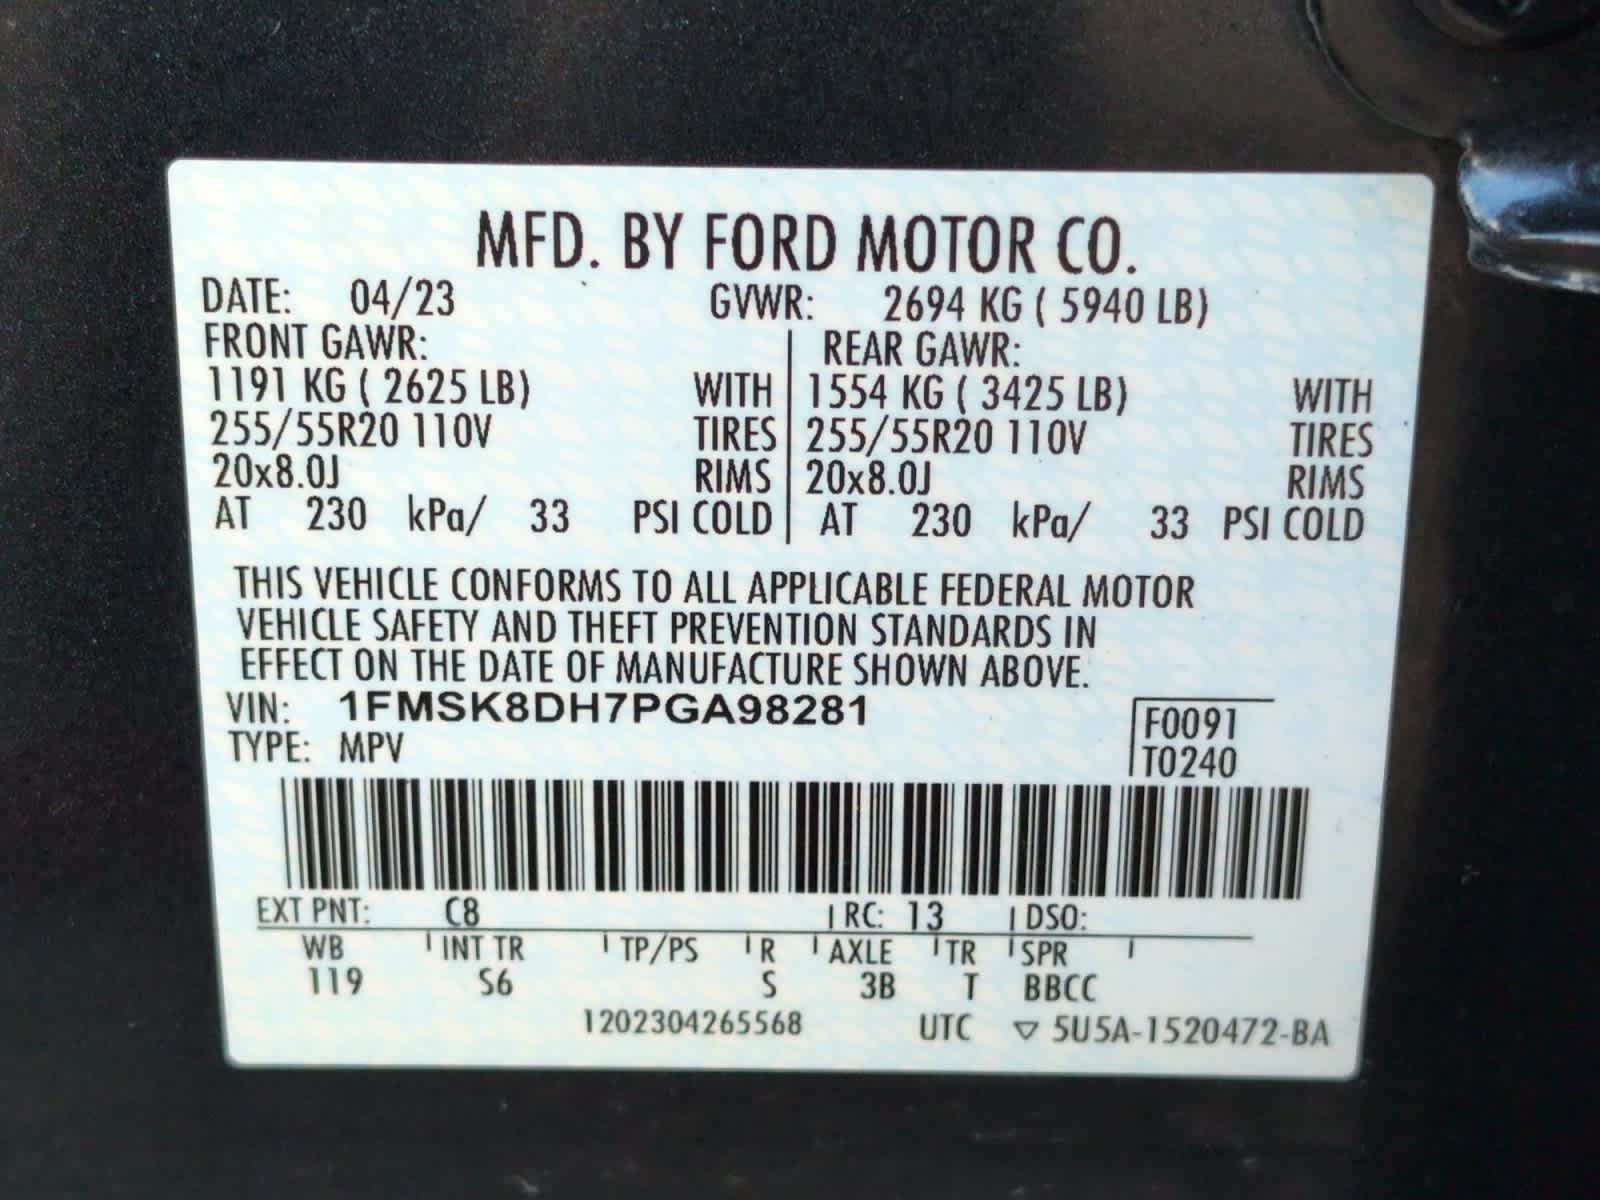 MFD. BY FORD MOTOR CO.
DATE: 04/23 GVWR: 2694 KG ( 5940 LB)
FRONT GAWR: REAR GAWR:
1191 KG ( 2625 LB) WITH 1554 KG ( 3425 LB) WITH
255/55R20 110V TIRES 255/55R20 110V TIRES
20x8.0J RIMS 20x8.0J RIMS
AT 230 kPa/ 33 PSI COLD AT 230 kPa/ 33 PSI COLD
THIS VEHICLE CONFORMS TO ALL APPLICABLE FEDERAL MOTOR
VEHICLE SAFETY AND THEFT PREVENTION STANDARDS IN
EFFECT ON THE DATE OF MANUFACTURE SHOWN ABOVE.
VIN: 1FMSK8DH7PGA98281 F0091
TYPE: MPV T0240
EXT PNT: C8 RC: 13 DSO:
WB INT TR TP/PS R AXLE TR SPR
119 S6 S 3B T BBCC
1202304265568 UTC ▽ 5U5A-1520472-BA